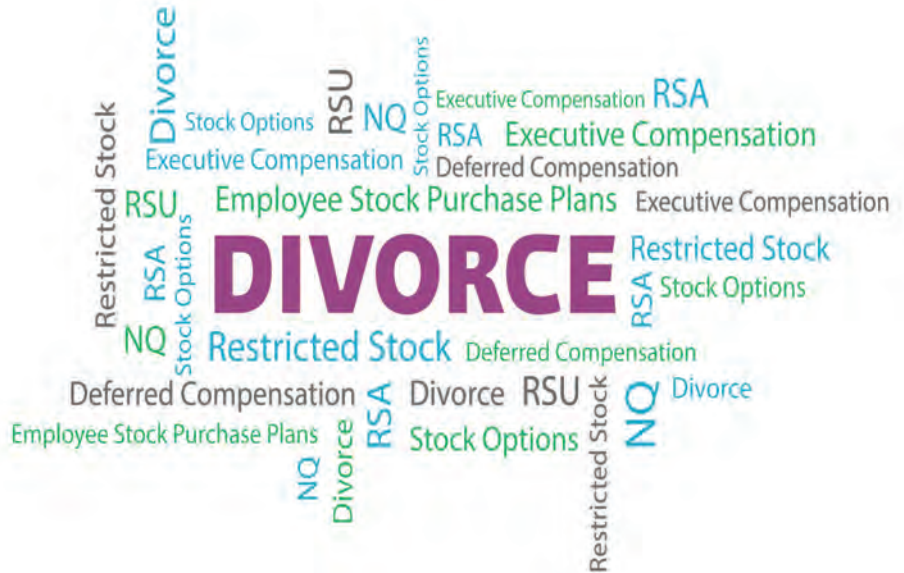 Divorce
Restricted Stock
Stock Options
RSU
NQ
Stock Options
Executive Compensation
RSA
RSA
Executive Compensation
Executive Compensation
Deferred Compensation
RSU
Employee Stock Purchase Plans
Executive Compensation
RSA
Stock Options
DIVORCE
Restricted Stock
RSA
Stock Options
NQ
Restricted Stock
Deferred Compensation
Deferred Compensation
RSA
Divorce
RSU
Restricted Stock
NQ
Divorce
Employee Stock Purchase Plans
NQ
Divorce
Stock Options